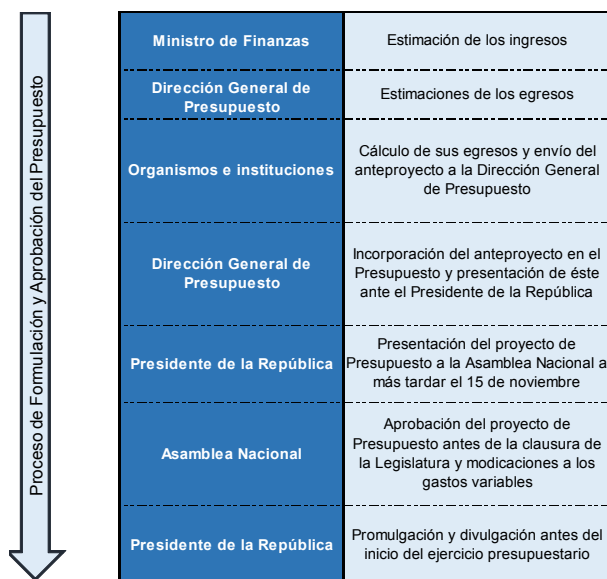 Proceso de Formulación y Aprobación del Presupuesto
Ministro de Finanzas
Estimación de los ingresos
Dirección General de
Presupuesto
Estimaciones de los egresos
Organismos e instituciones
Cálculo de sus egresos y envío del
anteproyecto a la Dirección General
de Presupuesto
Dirección General de
Presupuesto
Incorporación del anteproyecto en el
Presupuesto y presentación de éste
ante el Presidente de la República
Presidente de la República
Presentación del proyecto de
Presupuesto a la Asamblea Nacional a
más tardar el 15 de noviembre
Asamblea Nacional
Aprobación del proyecto de
Presupuesto antes de la clausura de
la Legislatura y modicaciones a los
gastos variables
Presidente de la República
Promulgación y divulgación antes del
inicio del ejercicio presupuestario